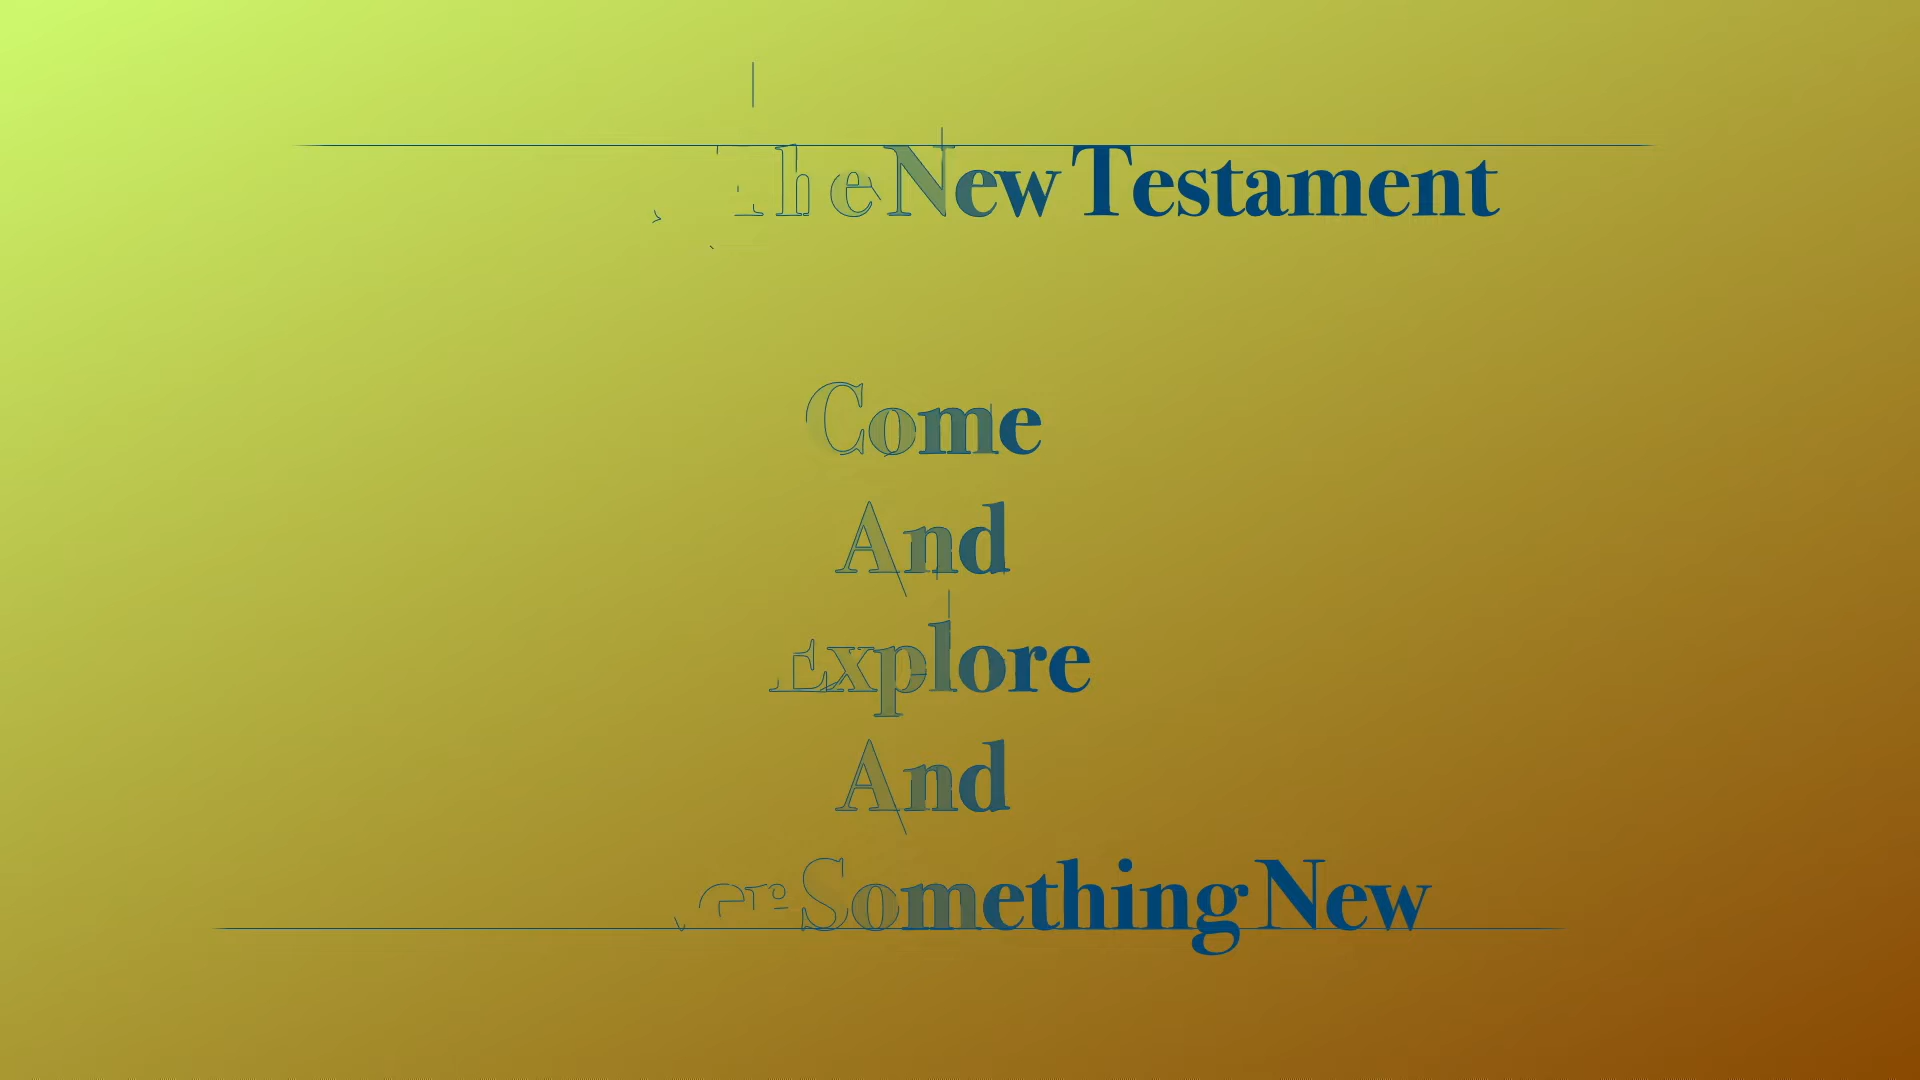 The New Testament
Come
And
Explore
And
Something New